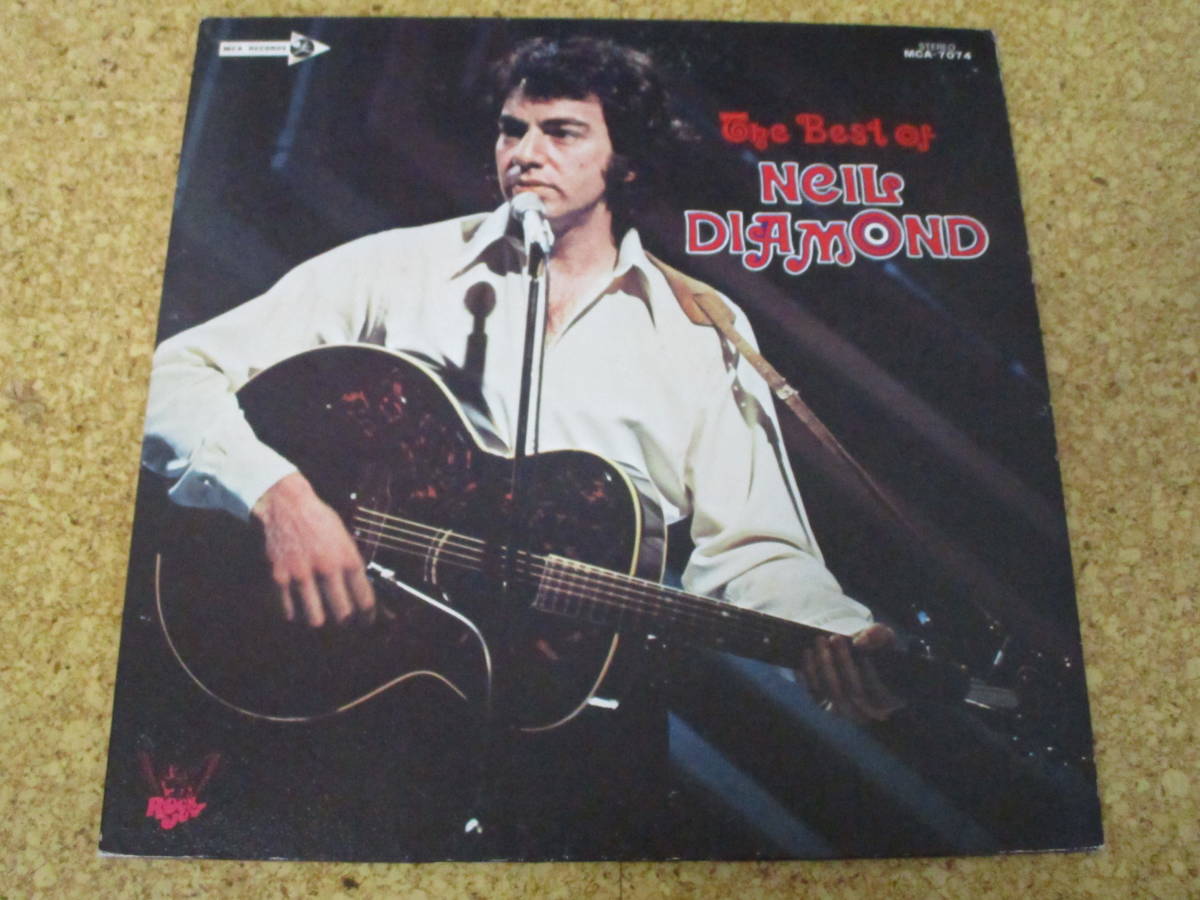 MCA RECORDS
STEREO
MCA-7074
The Best of
NEIL
DIAMOND
ROCK